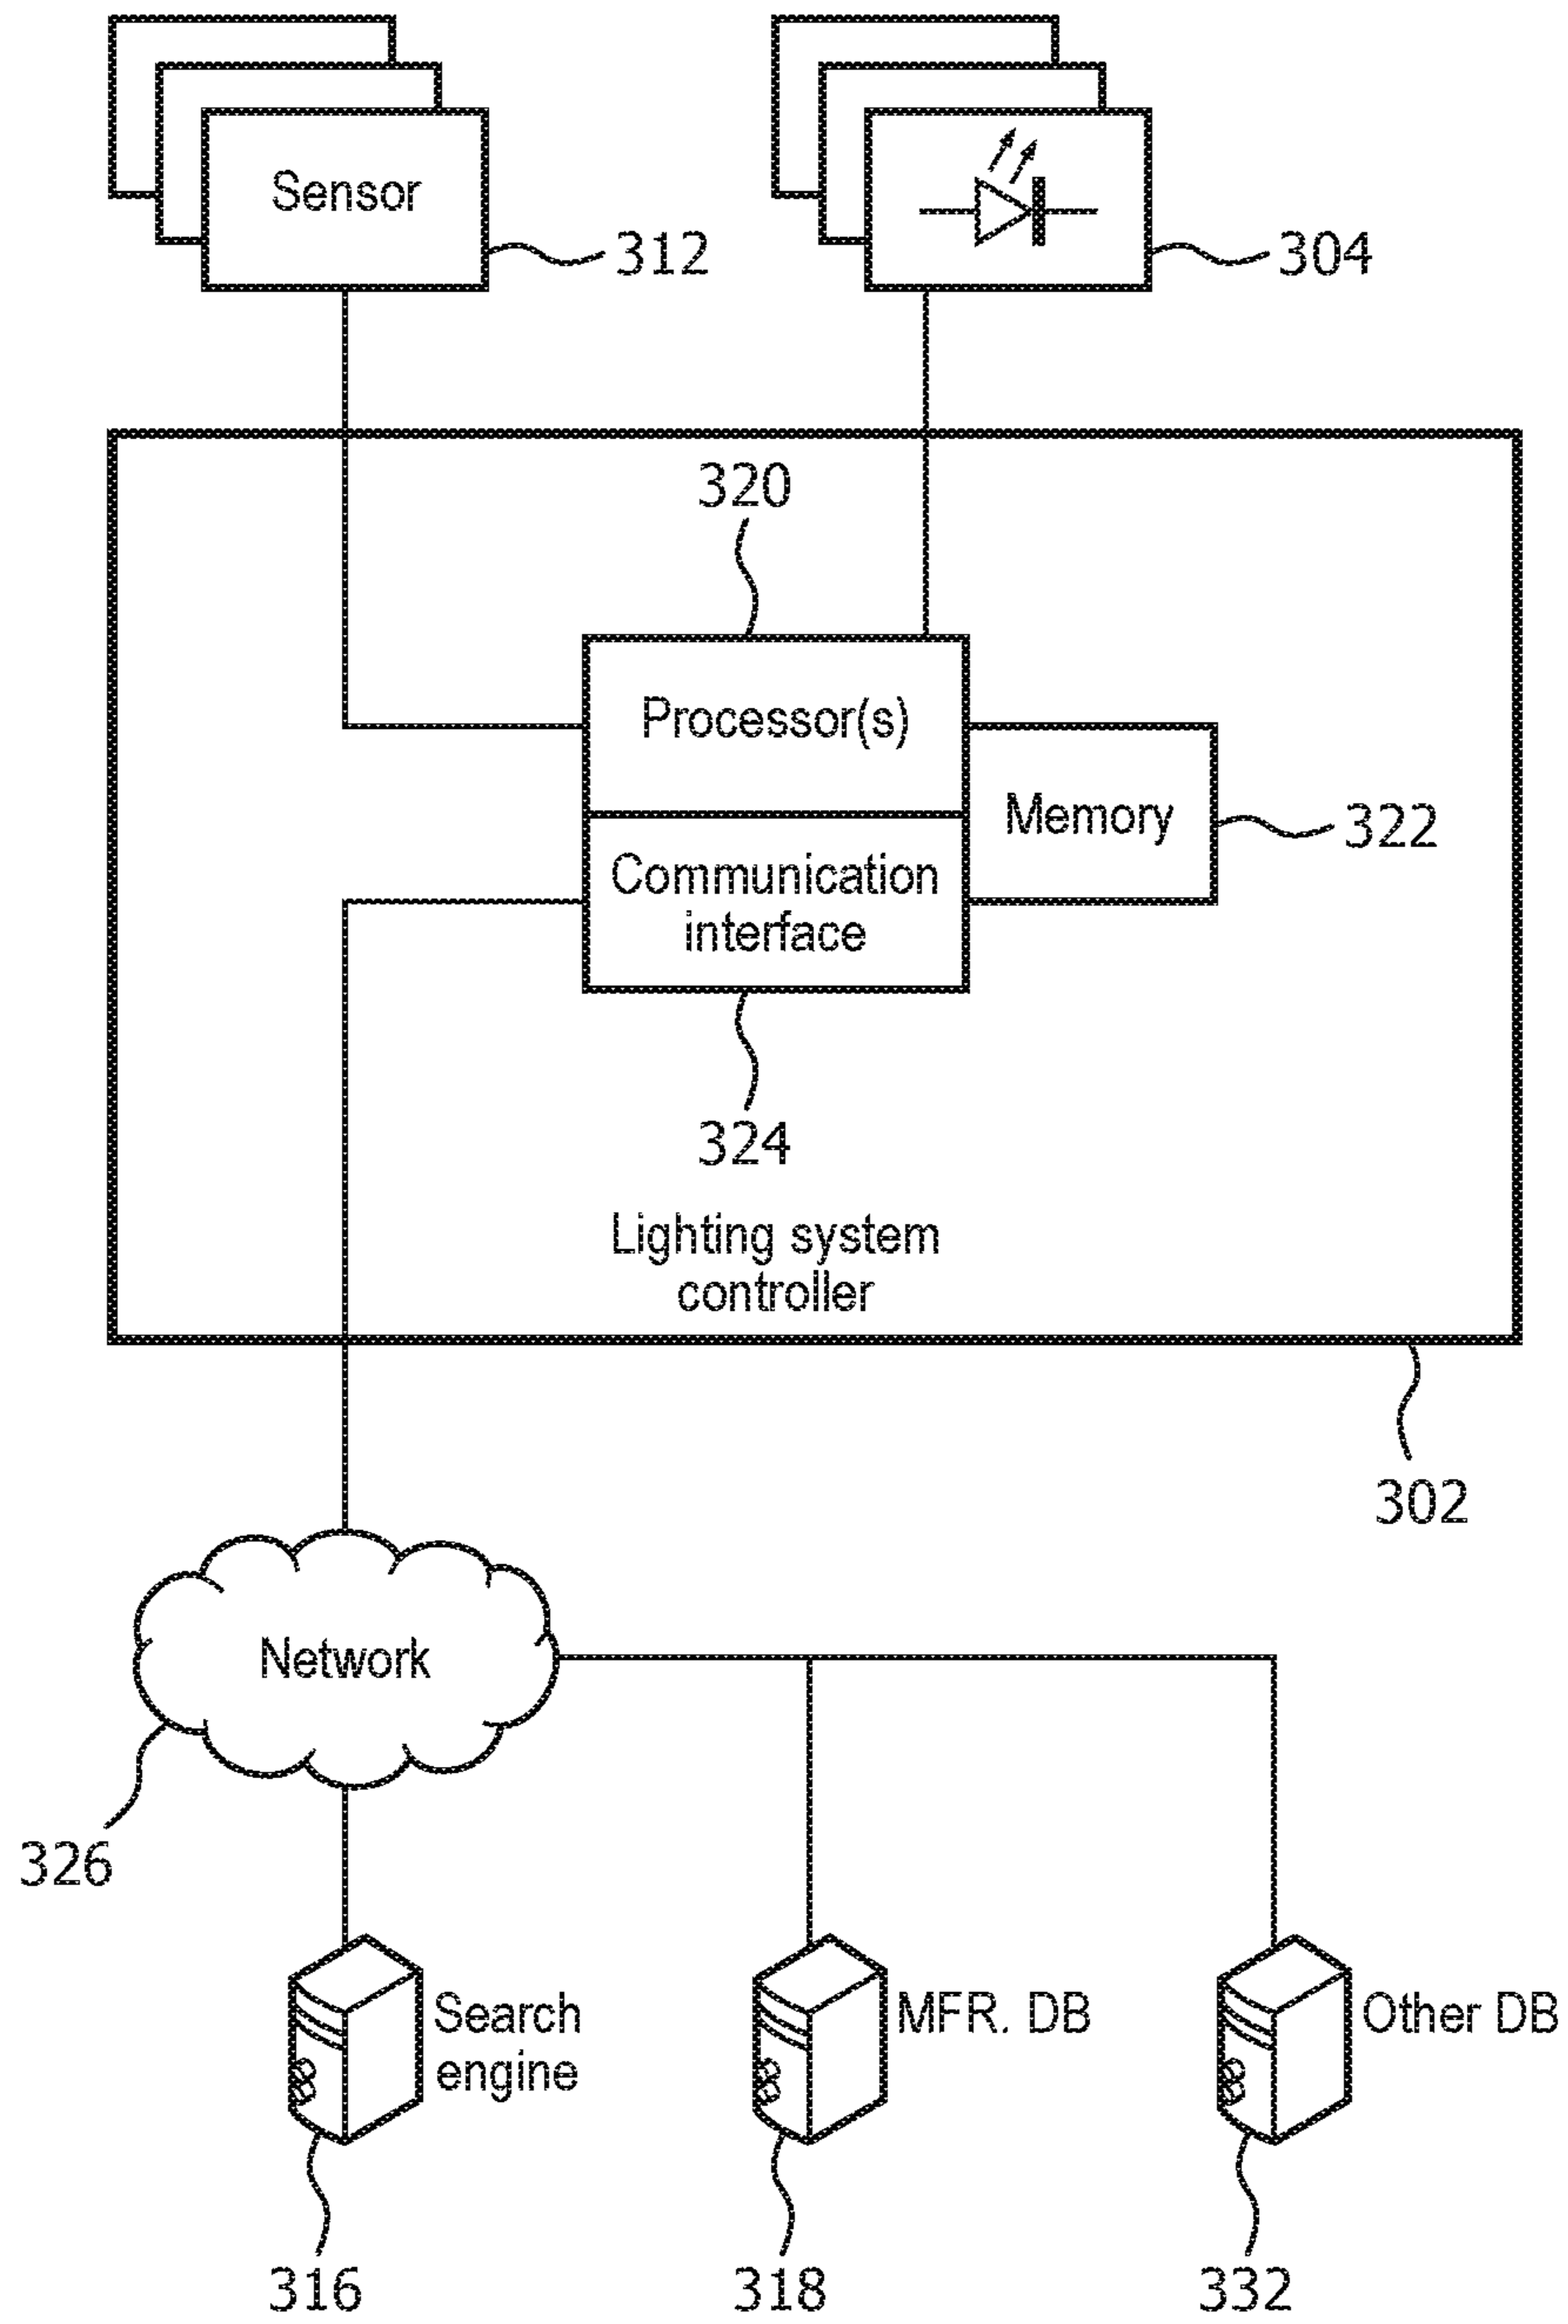 Sensor
312
304
320
Processor(s)
Memory
322
Communication
interface
324
Lighting system
controller
302
Network
326
Search
engine
MFR. DB
Other DB
316
318
332